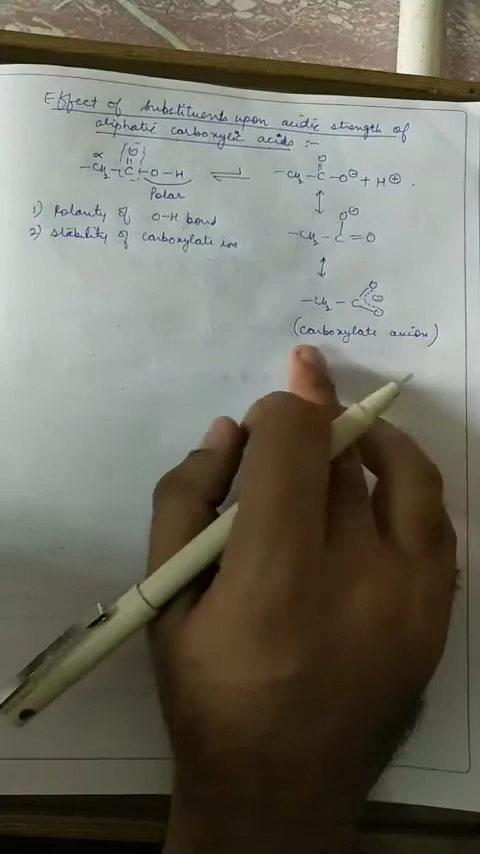 Effect of substituents upon acidic strength of
aliphatic carboxylic acids :-
α
-CH₂-C-O-H ⇌ -CH₂-C-O⊖ + H⊕ .
O O
Polar
↕
1) Polarity of O-H bond
2) Stability of carboxylate ion
O⊖
-CH₂-C=O
↕
-CH₂-C
O
⊖
O
(carboxylate anion)